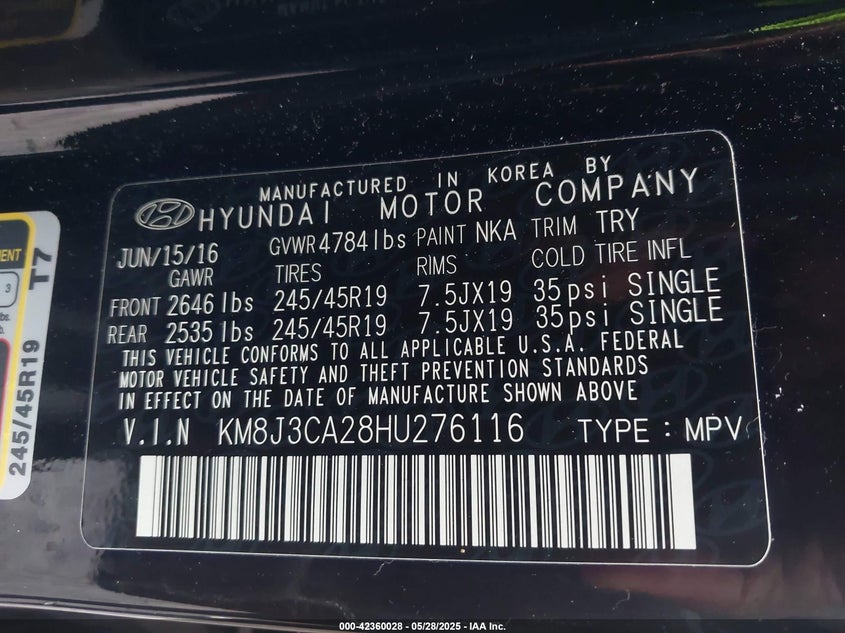 MANUFACTURED IN KOREA BY
HYUNDAI MOTOR COMPANY
JUN/15/16 GVWR 4784 lbs PAINT NKA TRIM TRY
GAWR TIRES RIMS COLD TIRE INFL
FRONT 2646 lbs 245/45R19 7.5JX19 35psi SINGLE
REAR 2535 lbs 245/45R19 7.5JX19 35psi SINGLE
THIS VEHICLE CONFORMS TO ALL APPLICABLE U.S.A. FEDERAL
MOTOR VEHICLE SAFETY AND THEFT PREVENTION STANDARDS
IN EFFECT ON THE DATE OF MANUFACTURE SHOWN ABOVE
V.I.N KM8J3CA28HU276116 TYPE : MPV
245/45R19 T7
3
000-42360028 - 05/28/2025 - IAA Inc.